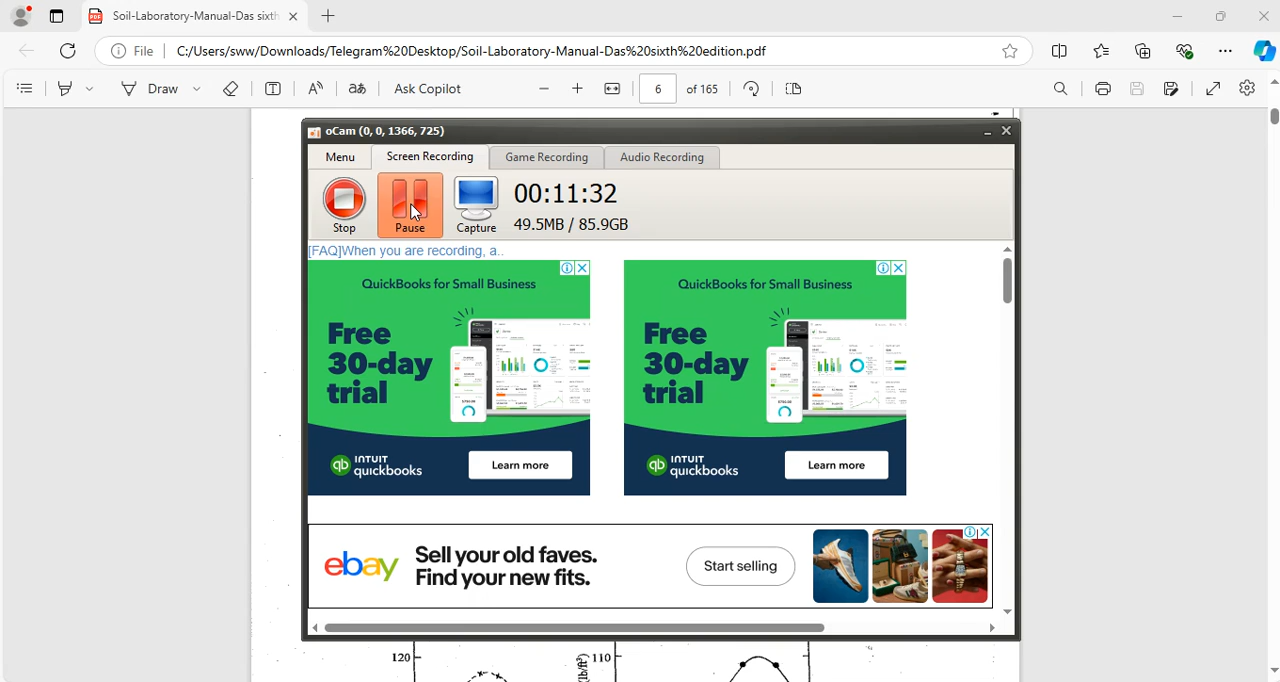 Soil-Laboratory-Manual-Das sixth
File
C:/Users/sww/Downloads/Telegram%20Desktop/Soil-Laboratory-Manual-Das%20sixth%20edition.pdf
Draw
aあ
Ask Copilot
6 of 165
oCam (0, 0, 1366, 725)
Menu
Screen Recording
Game Recording
Audio Recording
Stop
Pause
Capture
00:11:32
49.5MB / 85.9GB
[FAQ]When you are recording, a..
QuickBooks for Small Business
Free
30-day
trial
INTUIT
quickbooks
Learn more
QuickBooks for Small Business
Free
30-day
trial
INTUIT
quickbooks
Learn more
ebay
Sell your old faves.
Find your new fits.
Start selling
120
(lb/ft³)
110